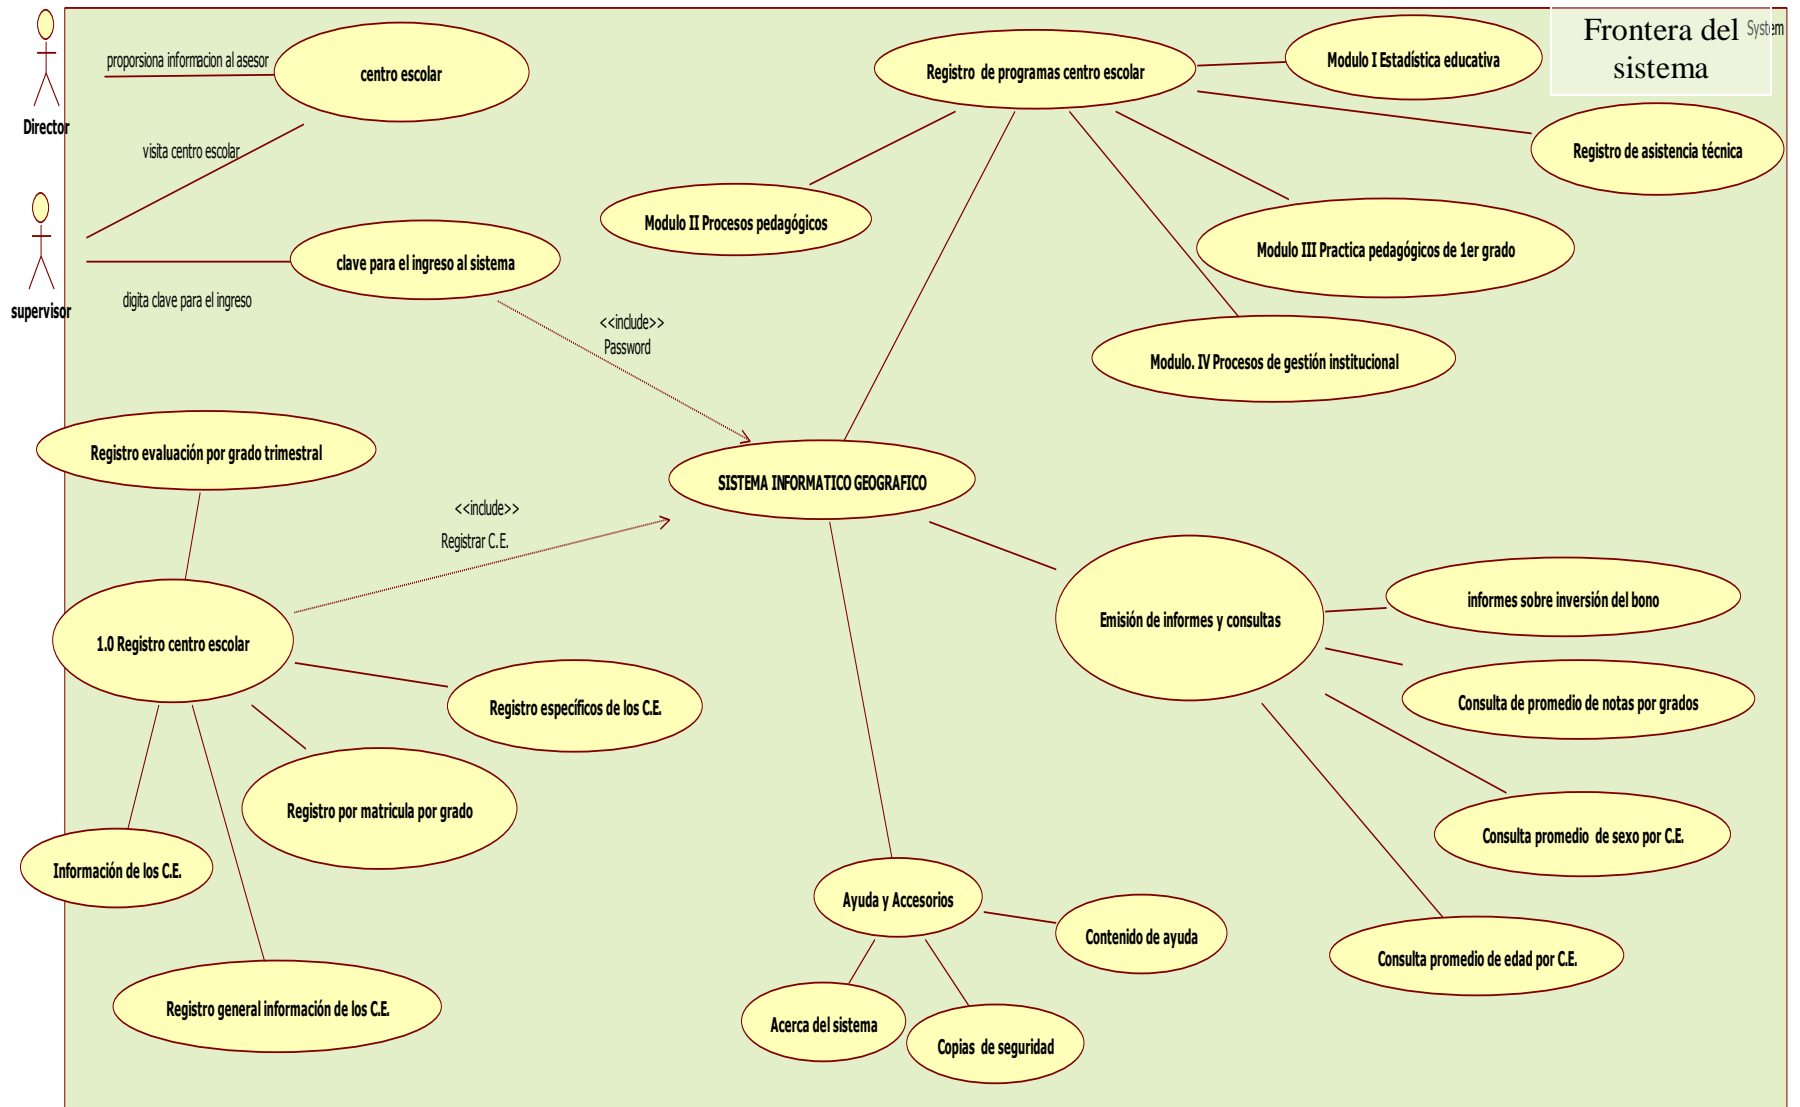 Frontera del
sistema
System
proporsiona informacion al asesor
centro escolar
Registro de programas centro escolar
Modulo I Estadística educativa
Director
visita centro escolar
Registro de asistencia técnica
Modulo II Procesos pedagógicos
Modulo III Practica pedagógicos de 1er grado
clave para el ingreso al sistema
supervisor
digita clave para el ingreso
<<include>>
Password
Modulo. IV Procesos de gestión institucional
Registro evaluación por grado trimestral
SISTEMA INFORMATICO GEOGRAFICO
<<include>>
Registrar C.E.
1.0 Registro centro escolar
Emisión de informes y consultas
informes sobre inversión del bono
Registro específicos de los C.E.
Consulta de promedio de notas por grados
Registro por matricula por grado
Consulta promedio de sexo por C.E.
Información de los C.E.
Ayuda y Accesorios
Contenido de ayuda
Consulta promedio de edad por C.E.
Registro general información de los C.E.
Acerca del sistema
Copias de seguridad